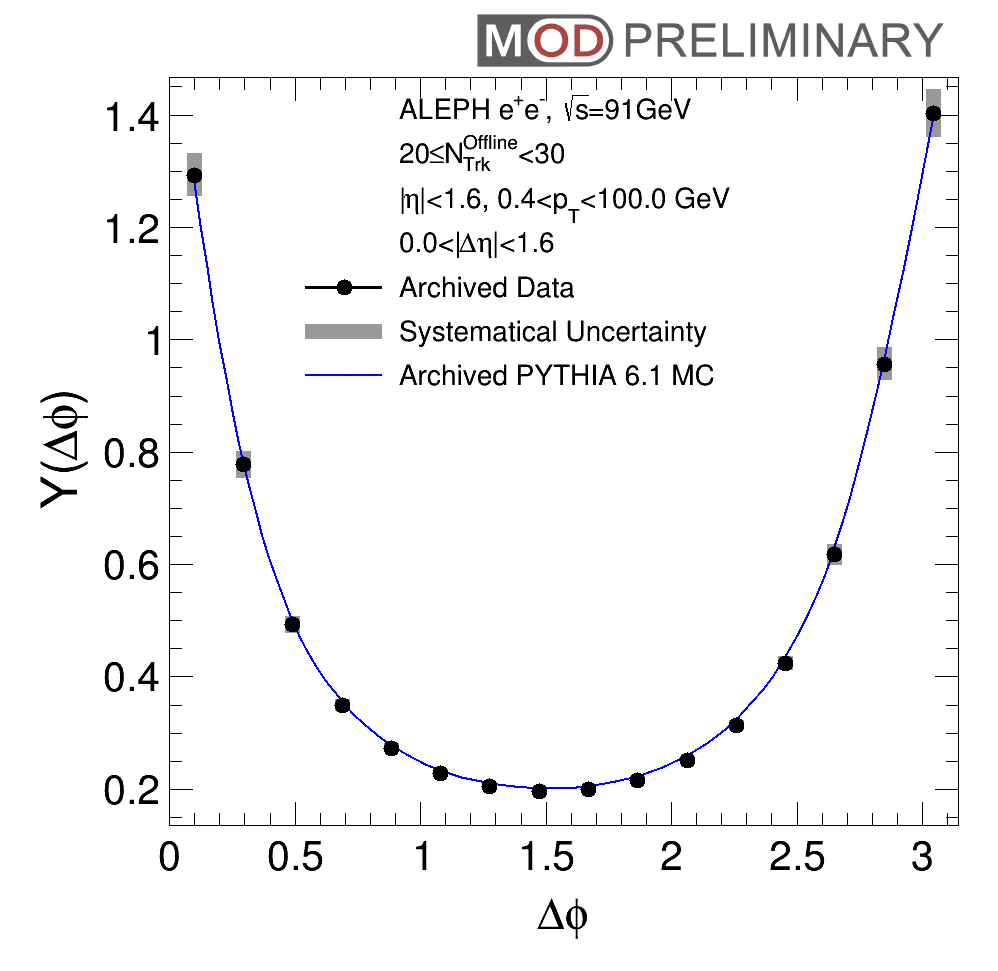 MOD PRELIMINARY
ALEPH e⁺e⁻, √s=91GeV
20≤N_Trk^Offline<30
|η|<1.6, 0.4<p_T<100.0 GeV
0.0<|Δη|<1.6
Archived Data
Systematical Uncertainty
Archived PYTHIA 6.1 MC
Y(Δϕ)
1.4
1.2
1
0.8
0.6
0.4
0.2
0 0.5 1 1.5 2 2.5 3
Δϕ